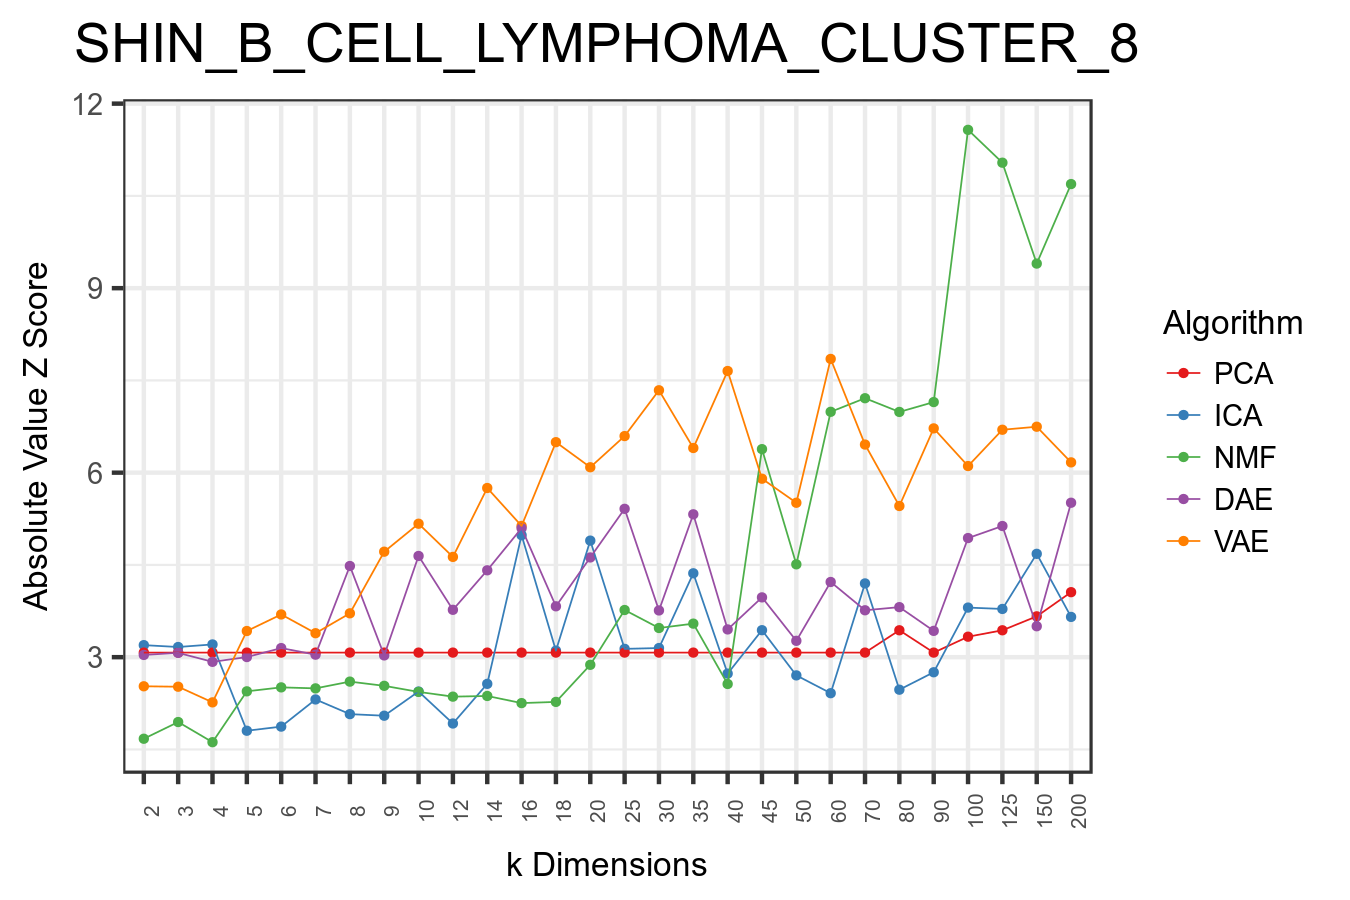 SHIN_B_CELL_LYMPHOMA_CLUSTER_8
12
9
6
3
Absolute Value Z Score
2 3 4 5 6 7 8 9 10 12 14 16 18 20 25 30 35 40 45 50 60 70 80 90 100 125 150 200
k Dimensions
Algorithm
PCA
ICA
NMF
DAE
VAE